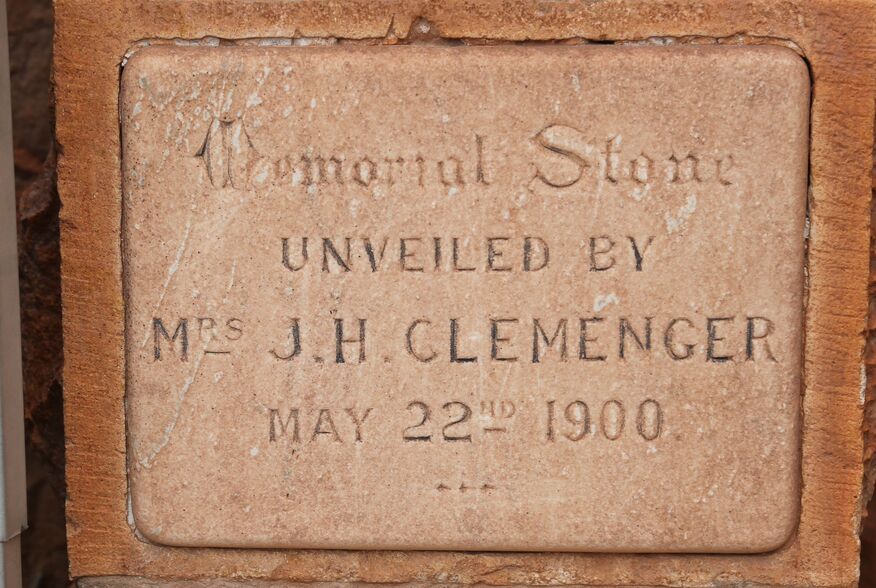 Memorial Stone
UNVEILED BY
MRS J.H. CLEMENGER
MAY 22ND 1900.